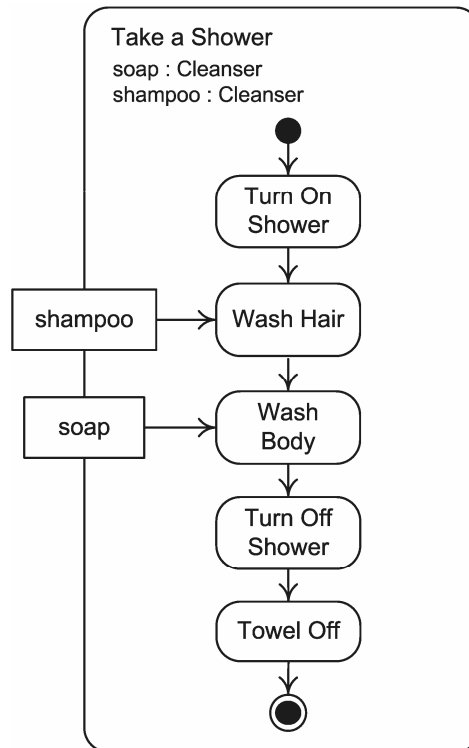 Take a Shower
soap : Cleanser
shampoo : Cleanser
Turn On
Shower
shampoo
Wash Hair
soap
Wash
Body
Turn Off
Shower
Towel Off